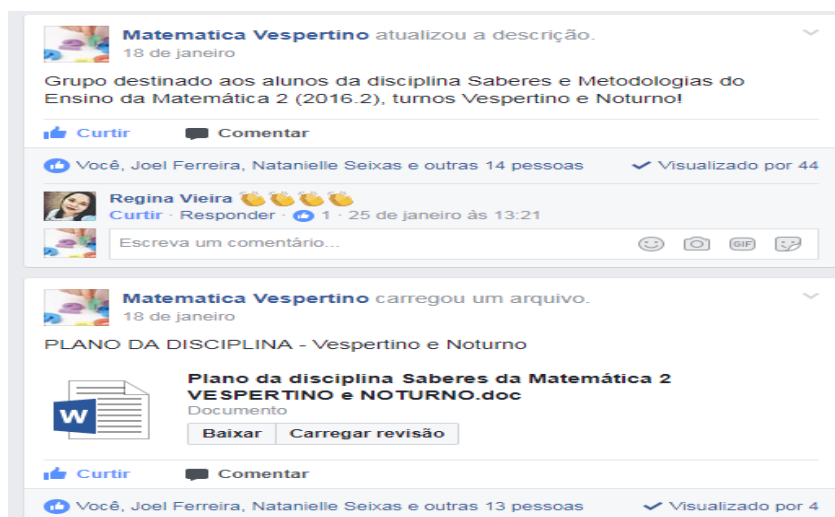 Matematica Vespertino atualizou a descrição.
18 de janeiro
Grupo destinado aos alunos da disciplina Saberes e Metodologias do
Ensino da Matemática 2 (2016.2), turnos Vespertino e Noturno!
Curtir Comentar
Você, Joel Ferreira, Natanielle Seixas e outras 14 pessoas Visualizado por 44
Regina Vieira 👏👏👏👏
Curtir · Responder · 1 · 25 de janeiro às 13:21
Escreva um comentário... GIF
Matematica Vespertino carregou um arquivo.
18 de janeiro
PLANO DA DISCIPLINA - Vespertino e Noturno
W
Plano da disciplina Saberes da Matemática 2
VESPERTINO e NOTURNO.doc
Documento
Baixar Carregar revisão
Curtir Comentar
Você, Joel Ferreira, Natanielle Seixas e outras 13 pessoas Visualizado por 4